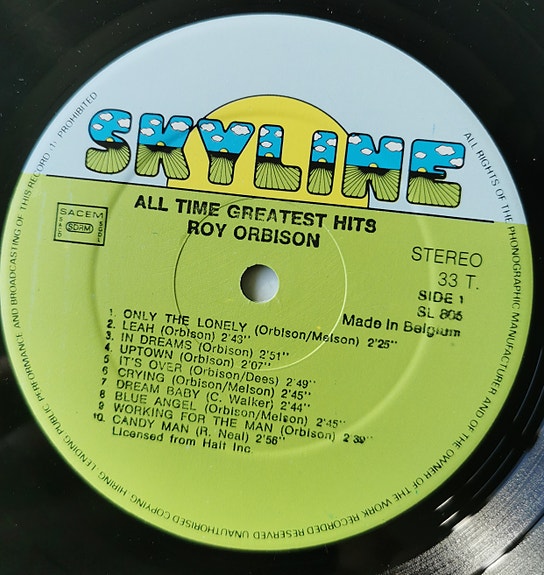 SKYLINE
ALL TIME GREATEST HITS
ROY ORBISON
SACEM
SDRM
SACD
SGDL
STEREO
33 T.
SIDE 1
SL 805
Made in Belgium
1. ONLY THE LONELY (Orbison/Melson) 2'25''
2. LEAH (Orbison) 2'43''
3. IN DREAMS (Orbison) 2'51''
4. UPTOWN (Orbison) 2'07''
5. IT'S OVER (Orbison/Dees) 2'49''
6 CRYING (Orbison/Melson) 2'45''
7 DREAM BABY (C. Walker) 2'44''
8 BLUE ANGEL (Orbison/Melson) 2'45''
9 WORKING FOR THE MAN (Orbison) 2'39''
10. CANDY MAN (R. Neal) 2'56''
Licensed from Halt Inc.
ALL RIGHTS OF THE PHONOGRAPHIC MANUFACTURER AND OF THE OWNER OF THE WORK RECORDED RESERVED UNAUTHORISED COPYING HIRING, LENDING PUBLIC PERFORMANCE AND BROADCASTING OF THIS RECORD :1: PROHIBITED